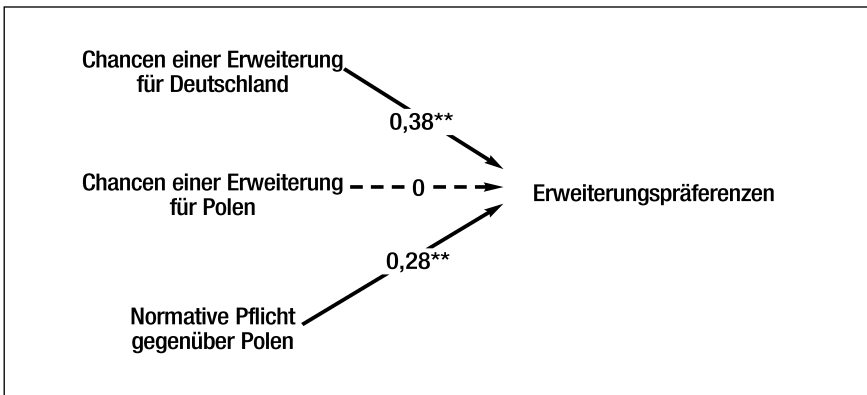 Chancen einer Erweiterung
für Deutschland
0,38**
Chancen einer Erweiterung
für Polen
0
Erweiterungspräferenzen
0,28**
Normative Pflicht
gegenüber Polen